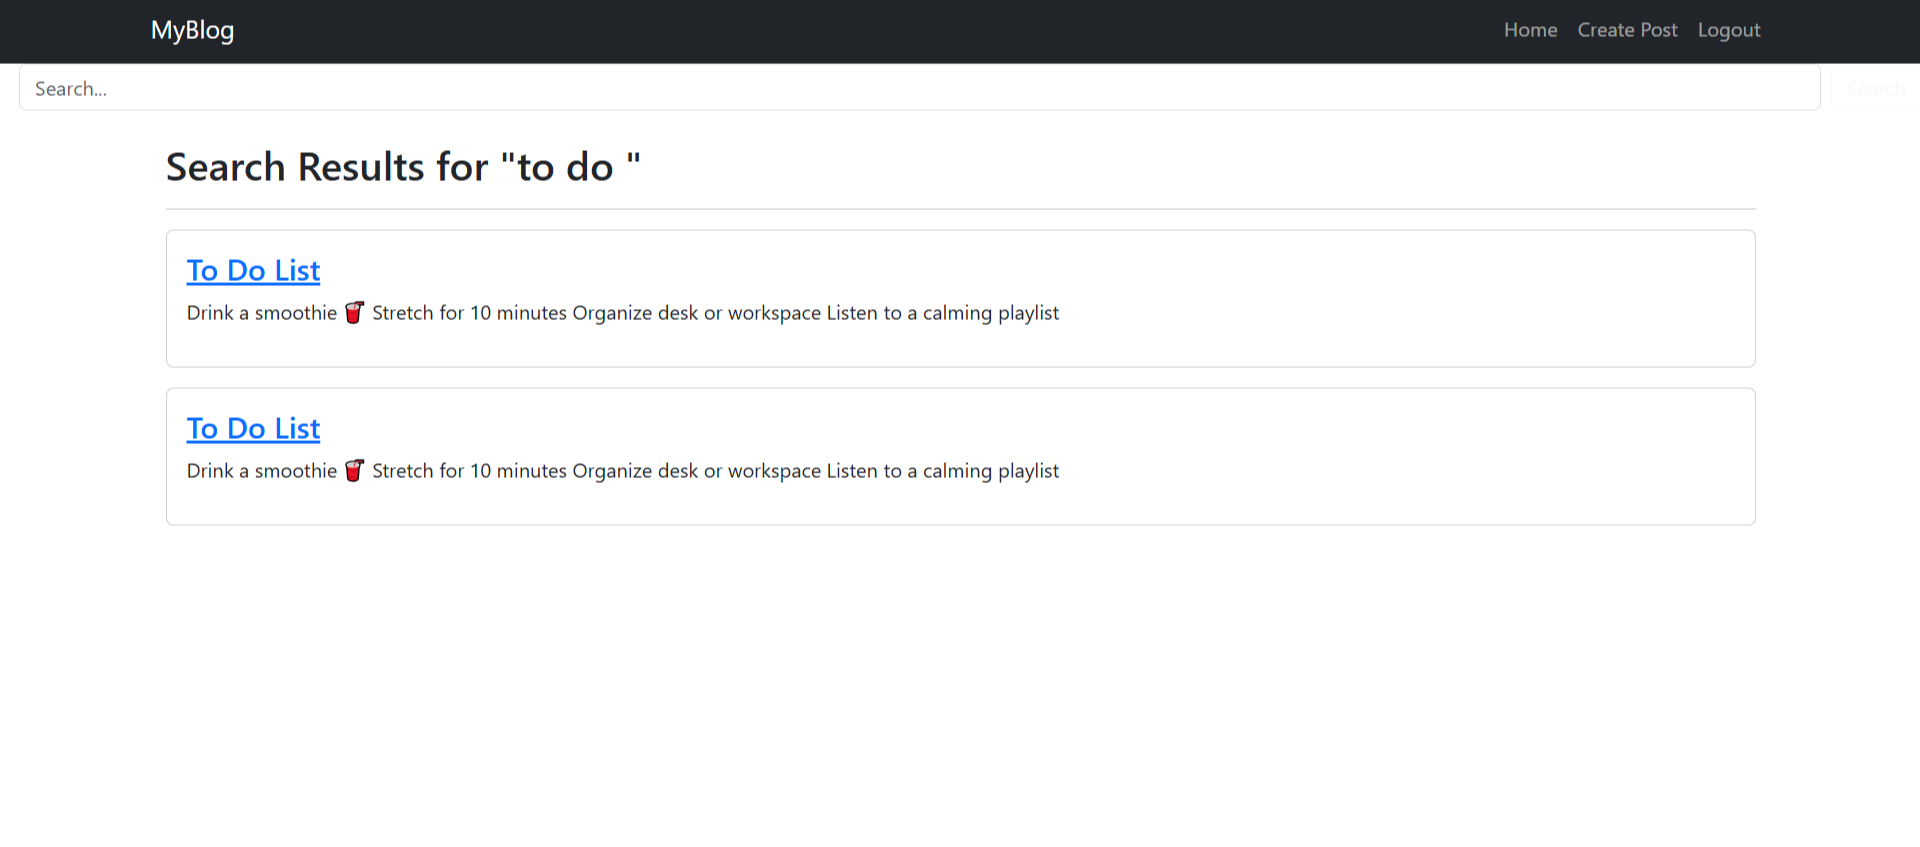 MyBlog Home Create Post Logout
Search... Search
Search Results for "to do "
To Do List
Drink a smoothie 🥤 Stretch for 10 minutes Organize desk or workspace Listen to a calming playlist
To Do List
Drink a smoothie 🥤 Stretch for 10 minutes Organize desk or workspace Listen to a calming playlist